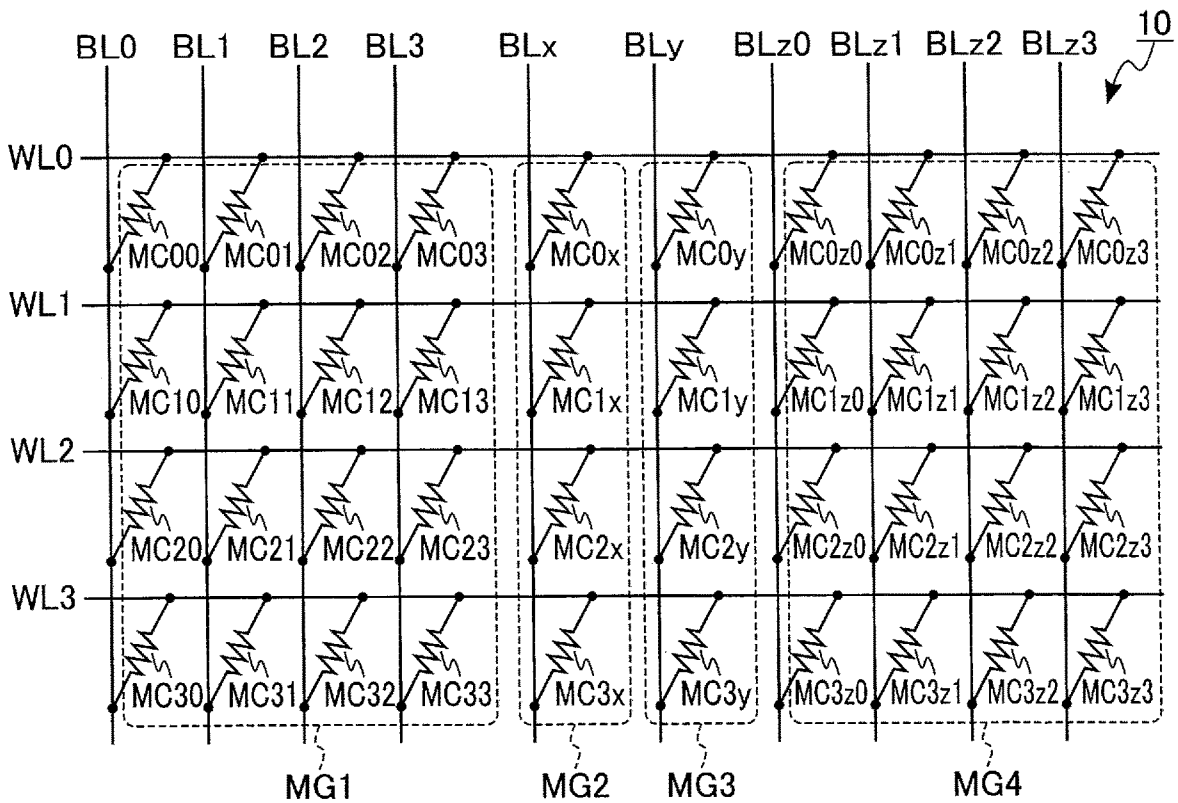 10
BL0 BL1 BL2 BL3 BLx BLy BLz0 BLz1 BLz2 BLz3
WL0
MC00 MC01 MC02 MC03 MC0x MC0y MC0z0 MC0z1 MC0z2 MC0z3
WL1
MC10 MC11 MC12 MC13 MC1x MC1y MC1z0 MC1z1 MC1z2 MC1z3
WL2
MC20 MC21 MC22 MC23 MC2x MC2y MC2z0 MC2z1 MC2z2 MC2z3
WL3
MC30 MC31 MC32 MC33 MC3x MC3y MC3z0 MC3z1 MC3z2 MC3z3
MG1 MG2 MG3 MG4